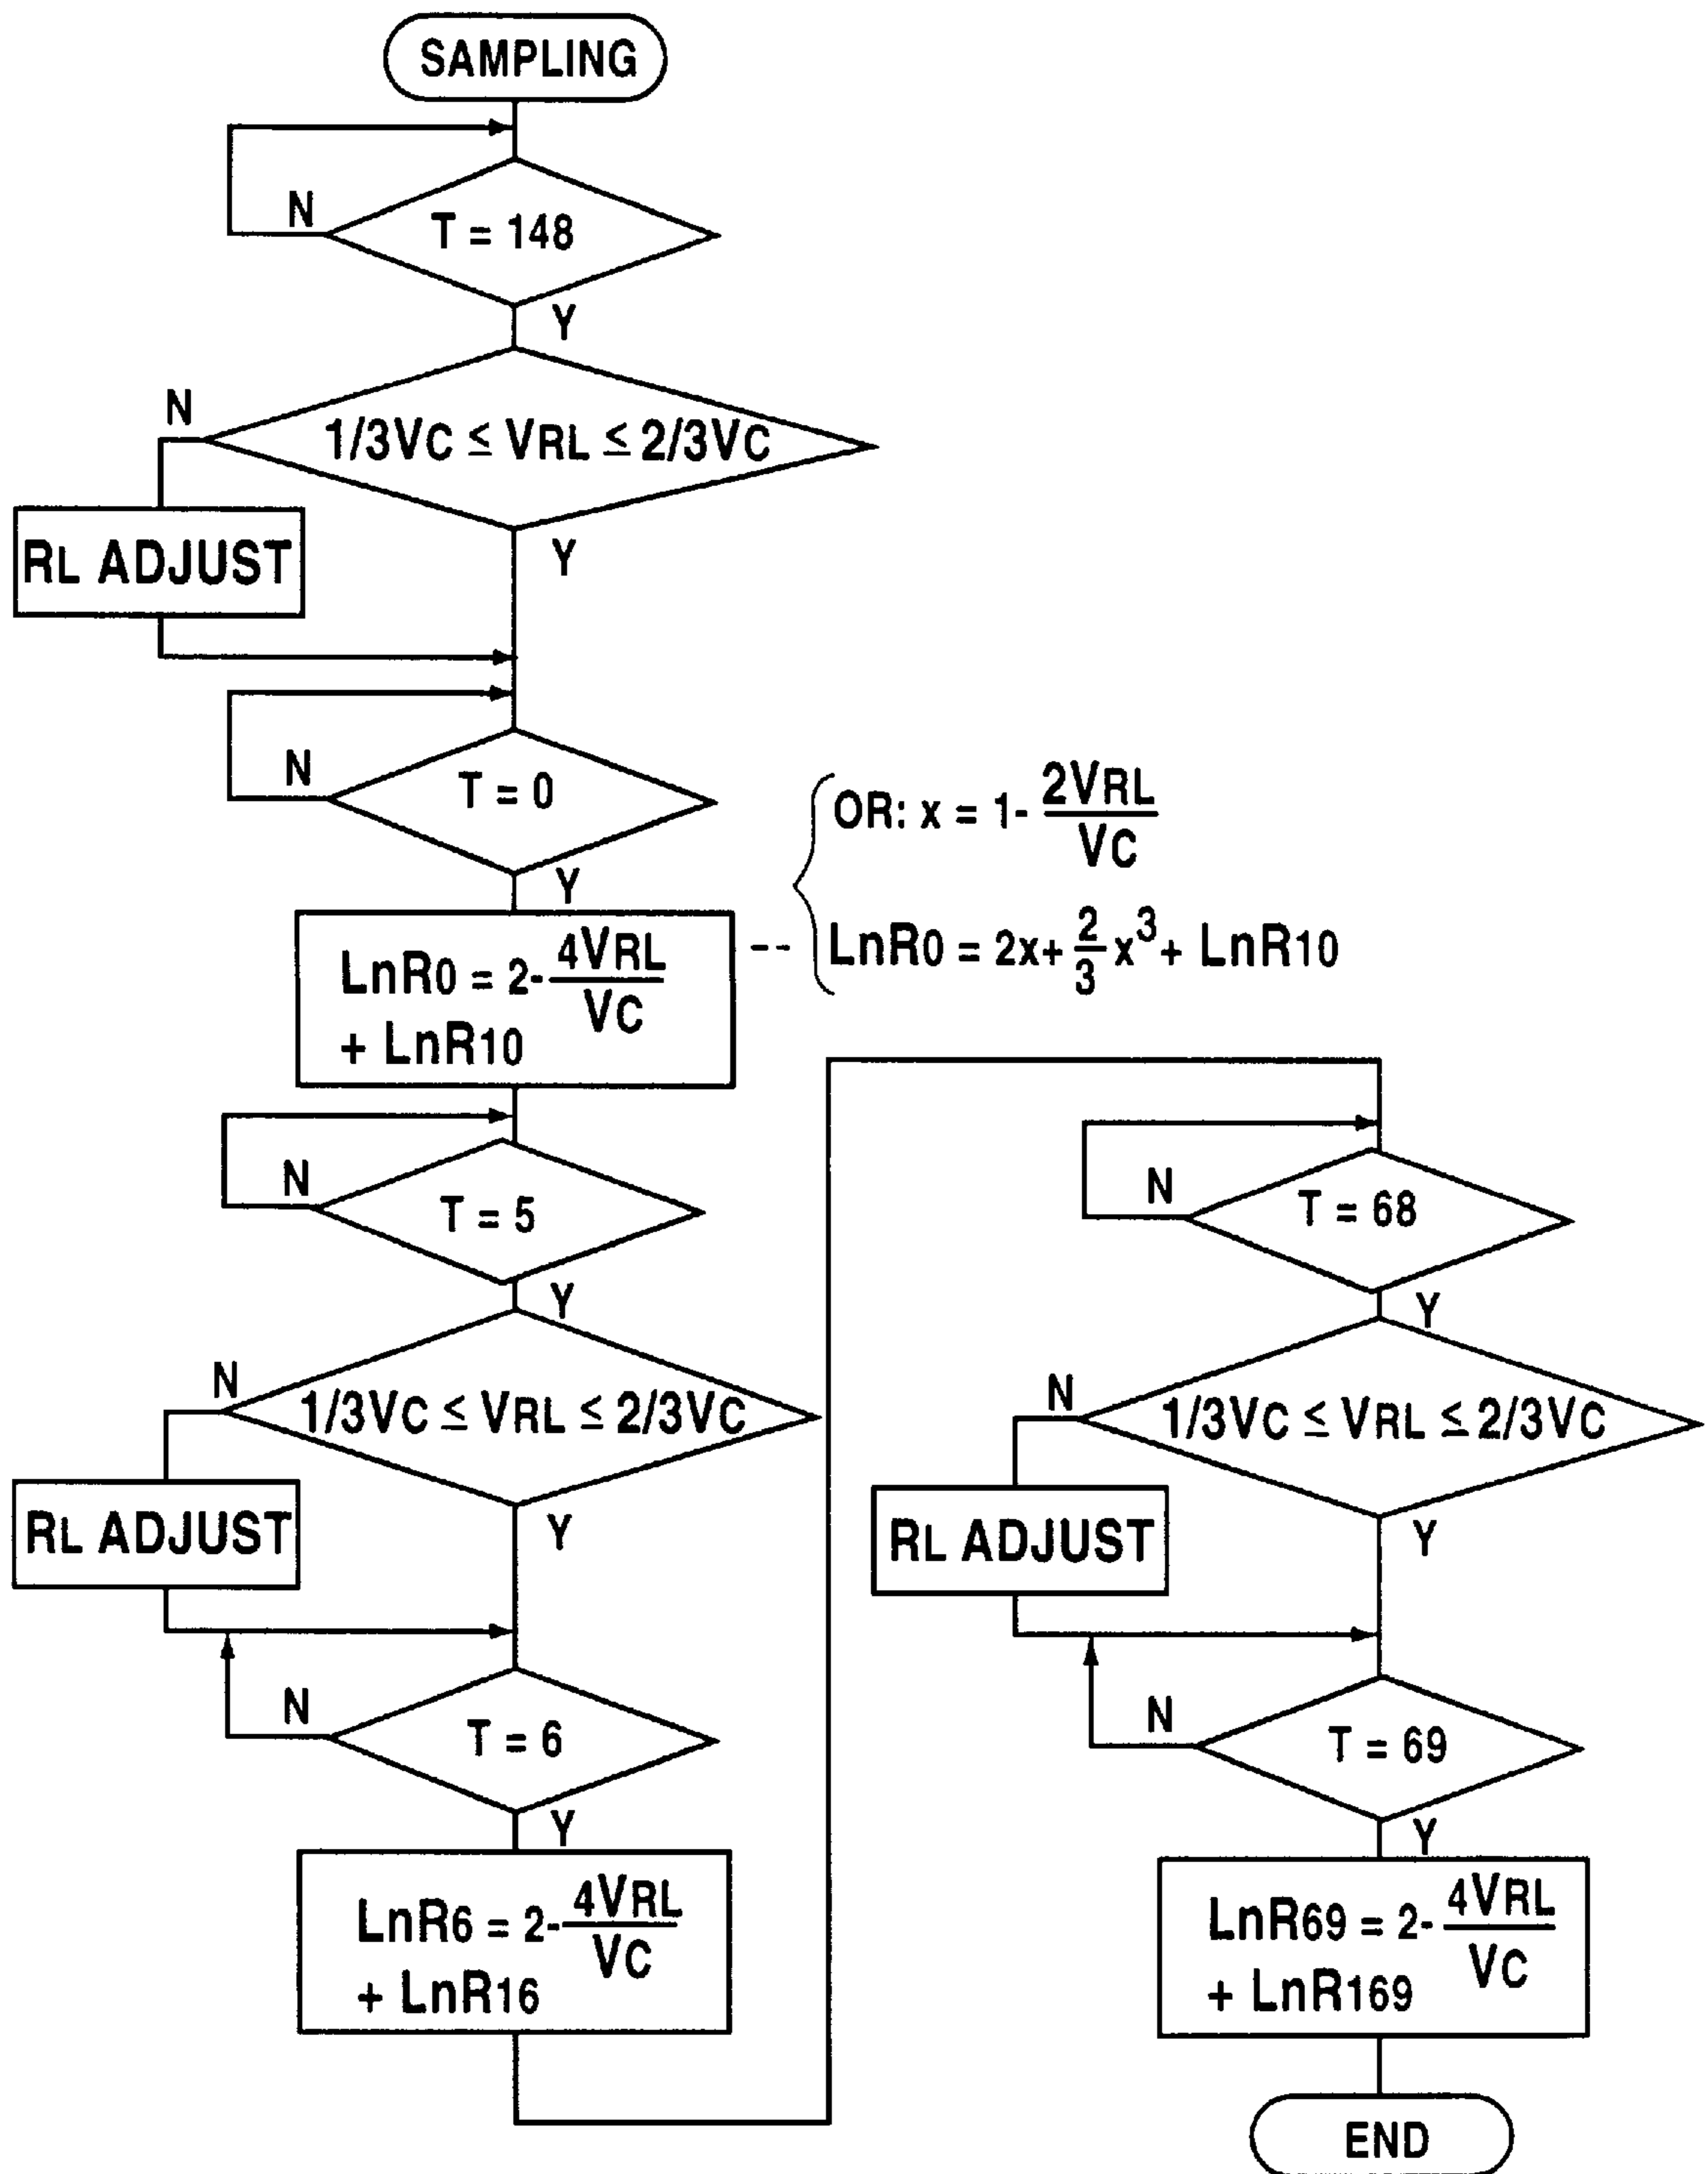 SAMPLING
N
T = 148
Y
N
1/3VC ≤ VRL ≤ 2/3VC
RL ADJUST
Y
N
T = 0
Y
OR: x = 1- 2VRL/VC
LnR0 = 2x+ 2/3 x³+ LnR10
LnR0 = 2- 4VRL/VC
+ LnR10
N
T = 5
Y
N
1/3VC ≤ VRL ≤ 2/3VC
RL ADJUST
Y
N
T = 6
Y
LnR6 = 2- 4VRL/VC
+ LnR16
N
T = 68
Y
N
1/3VC ≤ VRL ≤ 2/3VC
RL ADJUST
Y
N
T = 69
Y
LnR69 = 2- 4VRL/VC
+ LnR169
END